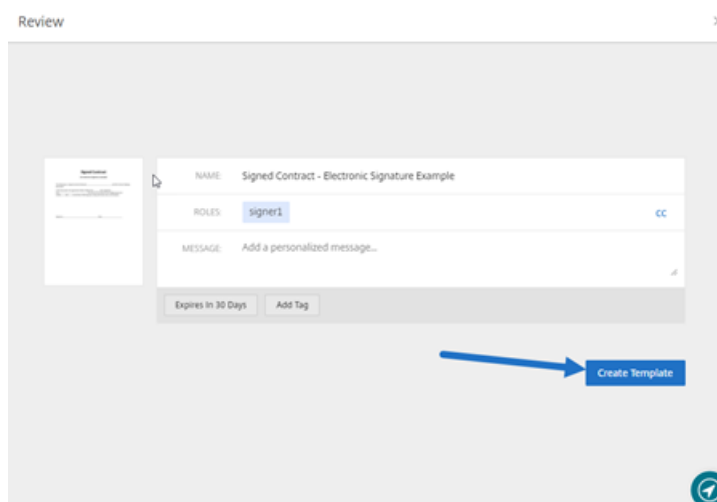 Review
NAME: Signed Contract - Electronic Signature Example
ROLES: signer1 CC
MESSAGE: Add a personalized message...
Expires In 30 Days Add Tag
Create Template
Signed Contract